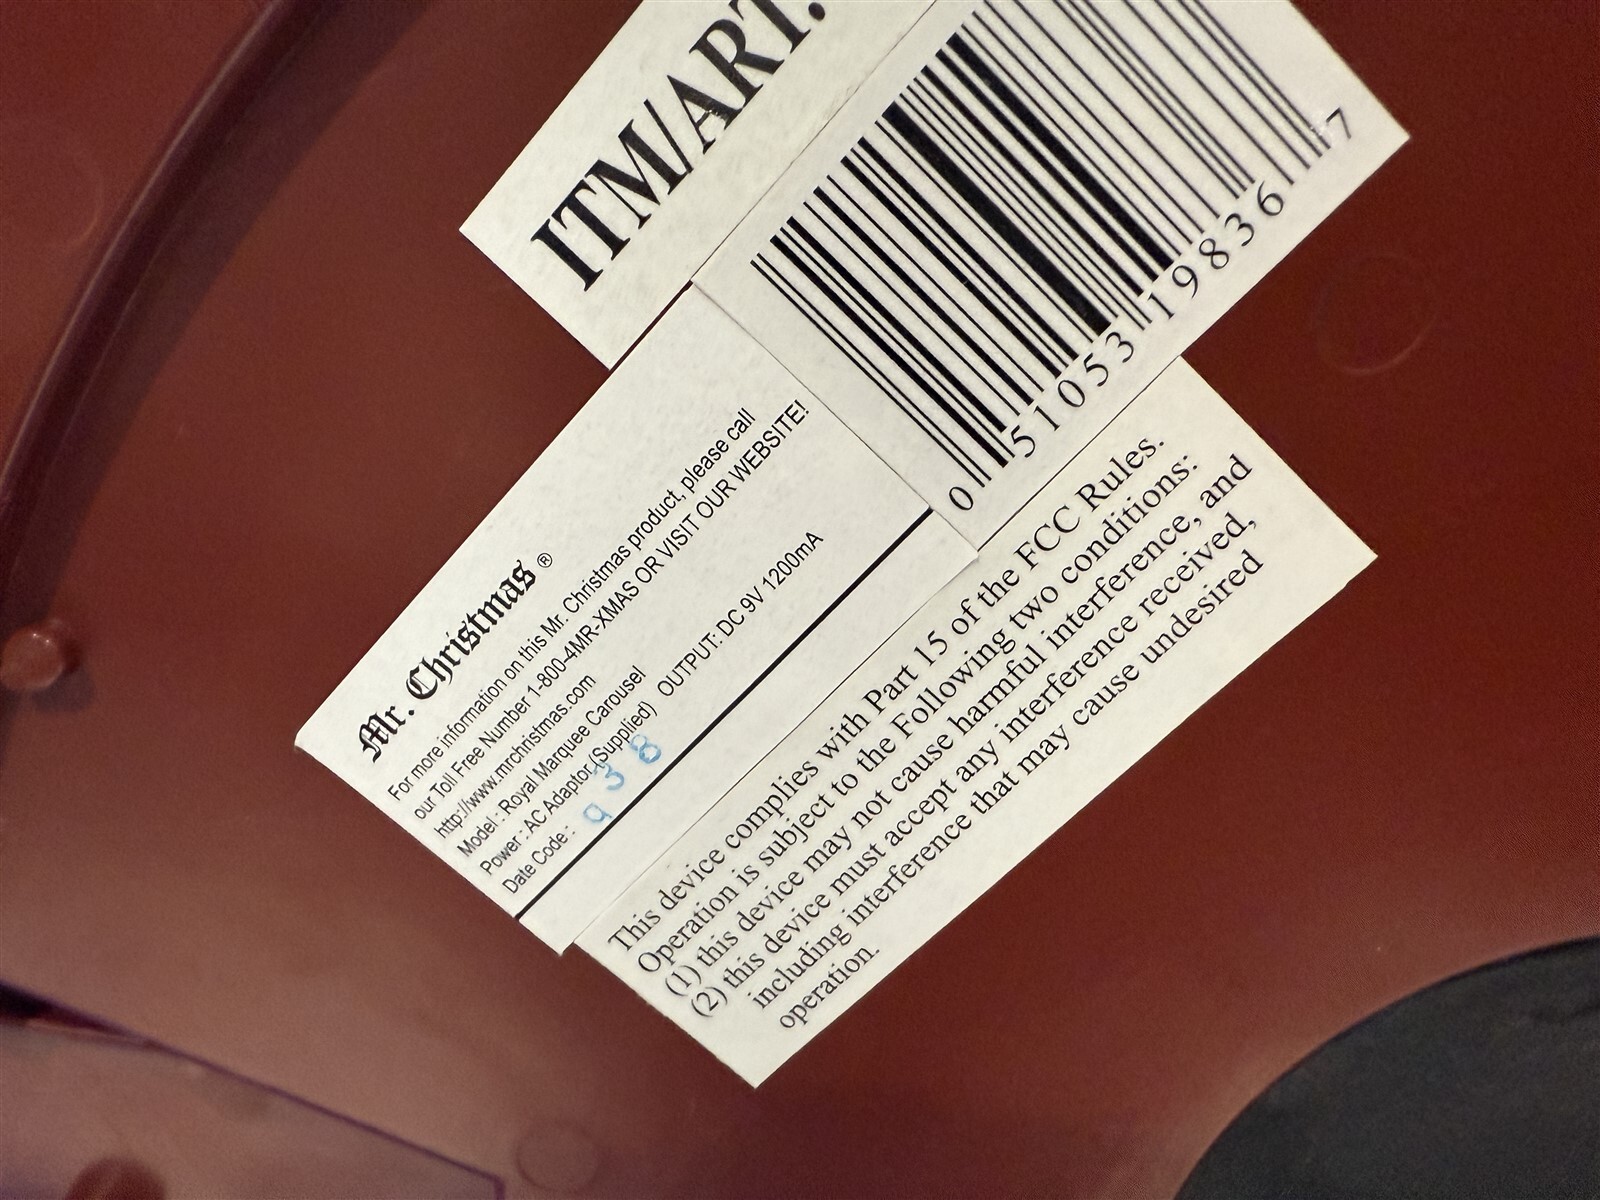 ITM/ART.
0 51053 19836 7
Mr. Christmas ®
For more information on this Mr. Christmas product, please call
our Toll Free Number 1-800-4MR-XMAS OR VISIT OUR WEBSITE!
http://www.mrchristmas.com
Model : Royal Marquee Carousel
Power : AC Adaptor (Supplied) OUTPUT: DC 9V 1200mA
Date Code : 938
This device complies with Part 15 of the FCC Rules.
Operation is subject to the Following two conditions:
(1) this device may not cause harmful interference, and
(2) this device must accept any interference received,
including interference that may cause undesired
operation.